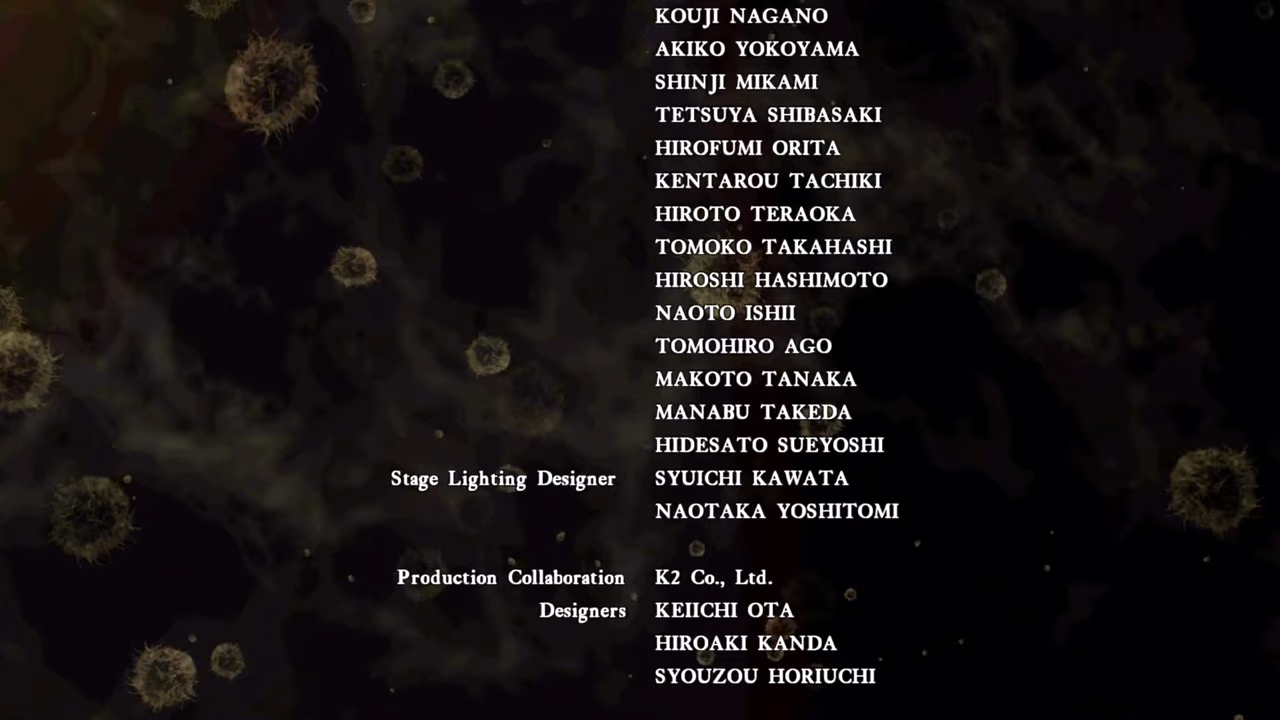 KOUJI NAGANO
AKIKO YOKOYAMA
SHINJI MIKAMI
TETSUYA SHIBASAKI
HIROFUMI ORITA
KENTAROU TACHIKI
HIROTO TERAOKA
TOMOKO TAKAHASHI
HIROSHI HASHIMOTO
NAOTO ISHII
TOMOHIRO AGO
MAKOTO TANAKA
MANABU TAKEDA
HIDESATO SUEYOSHI
Stage Lighting Designer SYUICHI KAWATA
NAOTAKA YOSHITOMI
Production Collaboration K2 Co., Ltd.
Designers KEIICHI OTA
HIROAKI KANDA
SYOUZOU HORIUCHI